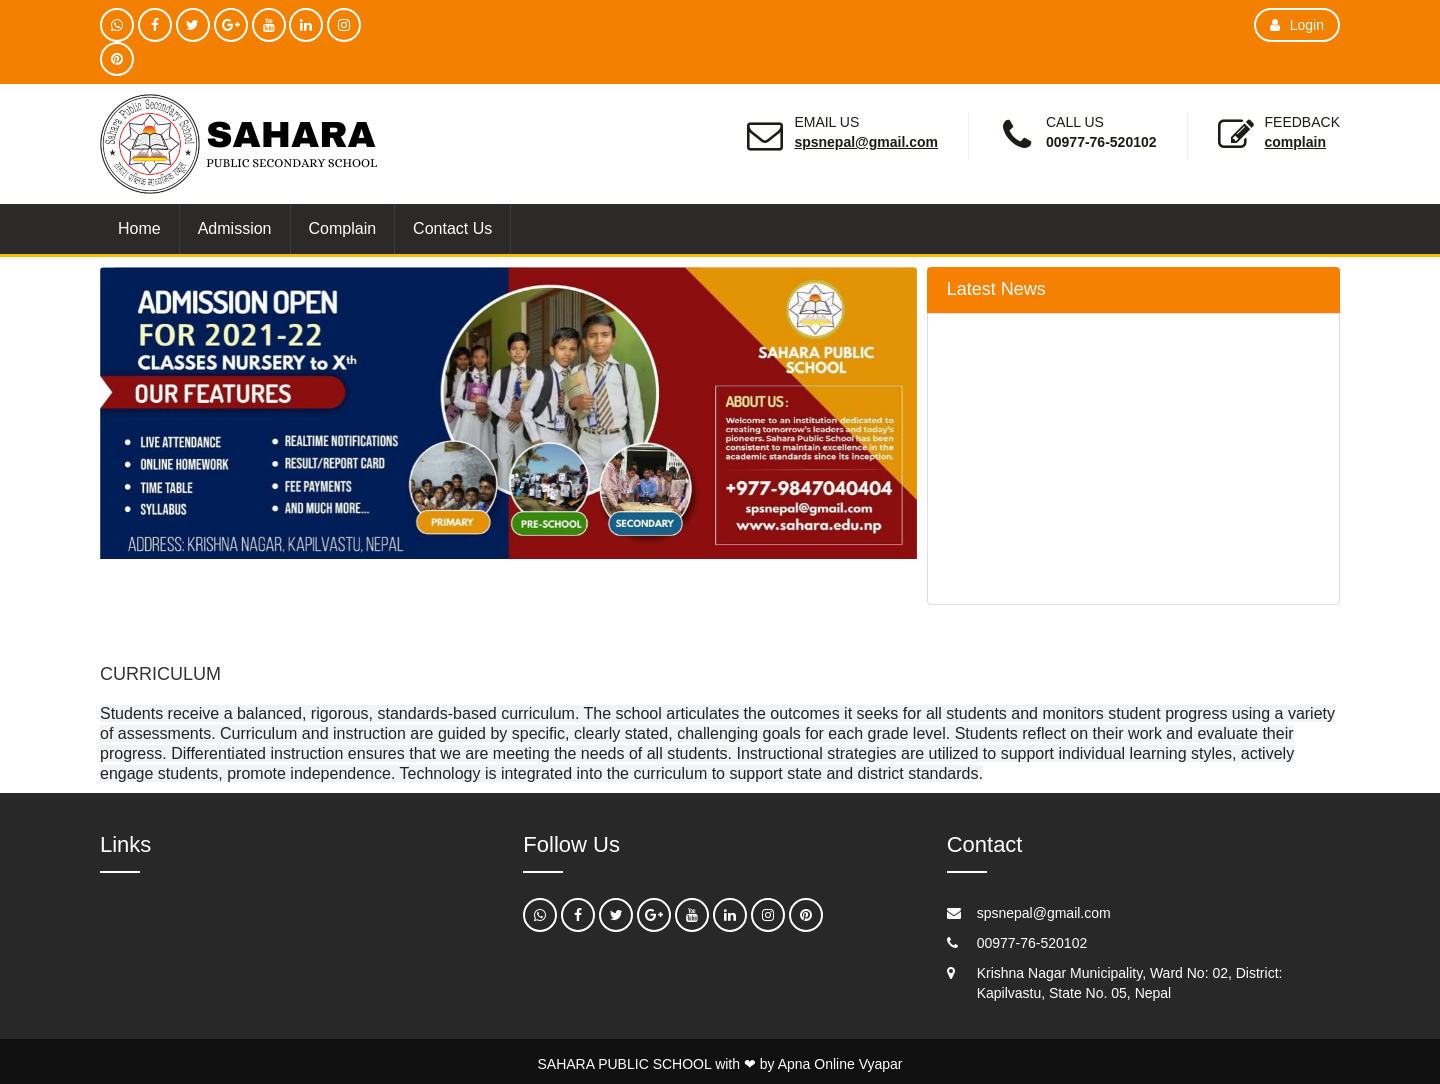 Login
Sahara Public Secondary School
SAHARA
PUBLIC SECONDARY SCHOOL
EMAIL US
spsnepal@gmail.com
CALL US
00977-76-520102
FEEDBACK
complain
Home
Admission
Complain
Contact Us
ADMISSION OPEN
FOR 2021-22
CLASSES NURSERY to Xth
OUR FEATURES
LIVE ATTENDANCE
ONLINE HOMEWORK
TIME TABLE
SYLLABUS
REALTIME NOTIFICATIONS
RESULT/REPORT CARD
FEE PAYMENTS
AND MUCH MORE...
ADDRESS: KRISHNA NAGAR, KAPILVASTU, NEPAL
PRIMARY
PRE-SCHOOL
SECONDARY
SAHARA PUBLIC
SCHOOL
ABOUT US :
Welcome to an institution dedicated to
creating tomorrow's leaders and today's
pioneers. Sahara Public School has been
consistent to maintain excellence in the
academic standards since its inception.
+977-9847040404
spsnepal@gmail.com
www.sahara.edu.np
Latest News
CURRICULUM
Students receive a balanced, rigorous, standards-based curriculum. The school articulates the outcomes it seeks for all students and monitors student progress using a variety
of assessments. Curriculum and instruction are guided by specific, clearly stated, challenging goals for each grade level. Students reflect on their work and evaluate their
progress. Differentiated instruction ensures that we are meeting the needs of all students. Instructional strategies are utilized to support individual learning styles, actively
engage students, promote independence. Technology is integrated into the curriculum to support state and district standards.
Links
Follow Us
Contact
spsnepal@gmail.com
00977-76-520102
Krishna Nagar Municipality, Ward No: 02, District:
Kapilvastu, State No. 05, Nepal
SAHARA PUBLIC SCHOOL with ❤ by Apna Online Vyapar